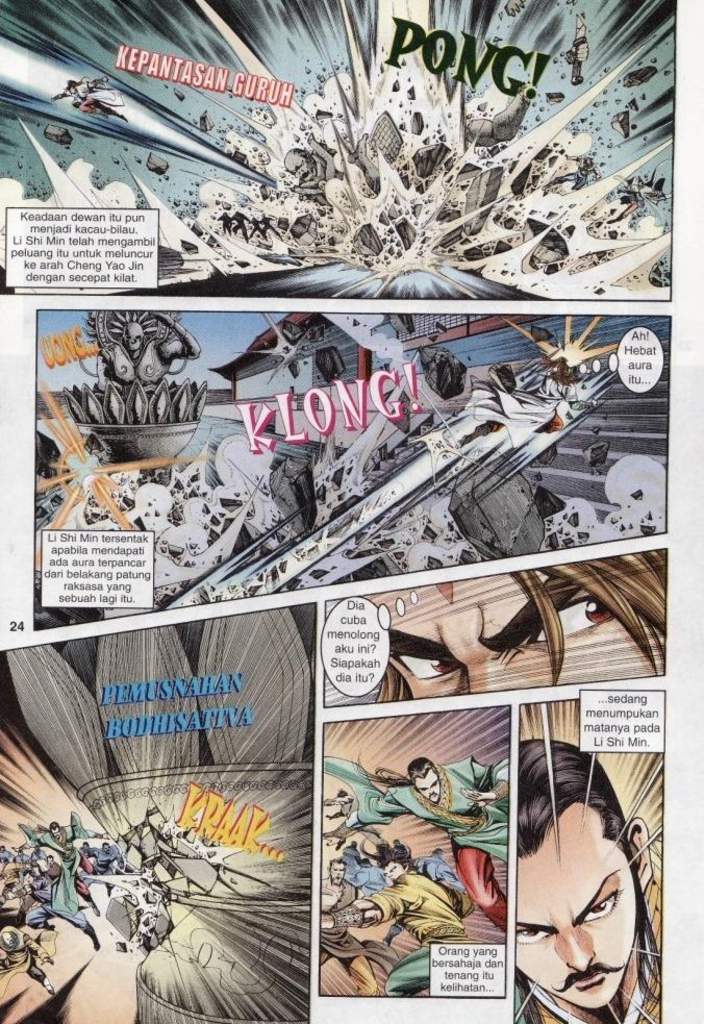 KEPANTASAN GURUH
PONG!
Keadaan dewan itu pun
menjadi kacau-bilau.
Li Shi Min telah mengambil
peluang itu untuk meluncur
ke arah Cheng Yao Jin
dengan secepat kilat.
UONG...
KLONG!
Ah!
Hebat
aura
itu...
Li Shi Min tersentak
apabila mendapati
ada aura terpancar
dari belakang patung
raksasa yang
sebuah lagi itu.
24
Dia
cuba
menolong
aku ini?
Siapakah
dia itu?
PEMUSNAHAN
BODHISATTVA
KRAAK...
Orang yang
bersahaja dan
tenang itu
kelihatan...
...sedang
menumpukan
matanya pada
Li Shi Min.